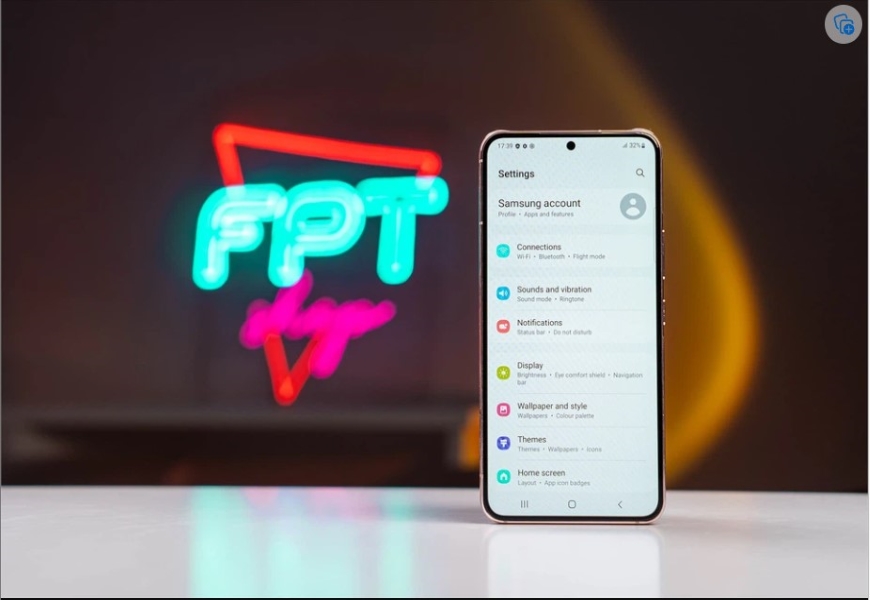 FPT
shop
17:39
32%
Settings
Samsung account
Profile • Apps and features
Connections
Wi-Fi • Bluetooth • Flight mode
Sounds and vibration
Sound mode • Ringtone
Notifications
Status bar • Do not disturb
Display
Brightness • Eye comfort shield • Navigation
bar
Wallpaper and style
Wallpapers • Colour palette
Themes
Themes • Wallpapers • Icons
Home screen
Layout • App icon badges